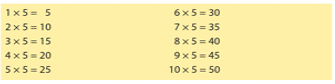 1 × 5 = 5
2 × 5 = 10
3 × 5 = 15
4 × 5 = 20
5 × 5 = 25
6 × 5 = 30
7 × 5 = 35
8 × 5 = 40
9 × 5 = 45
10 × 5 = 50